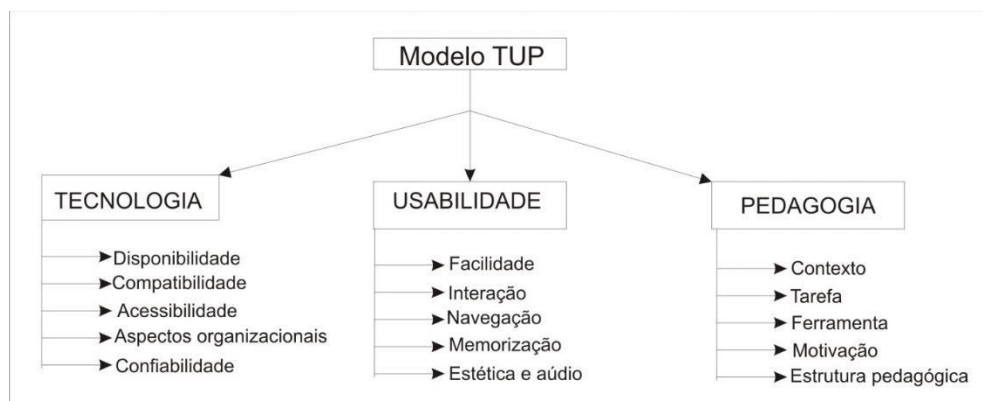 Modelo TUP
TECNOLOGIA
Disponibilidade
Compatibilidade
Acessibilidade
Aspectos organizacionais
Confiabilidade
USABILIDADE
Facilidade
Interação
Navegação
Memorização
Estética e aúdio
PEDAGOGIA
Contexto
Tarefa
Ferramenta
Motivação
Estrutura pedagógica